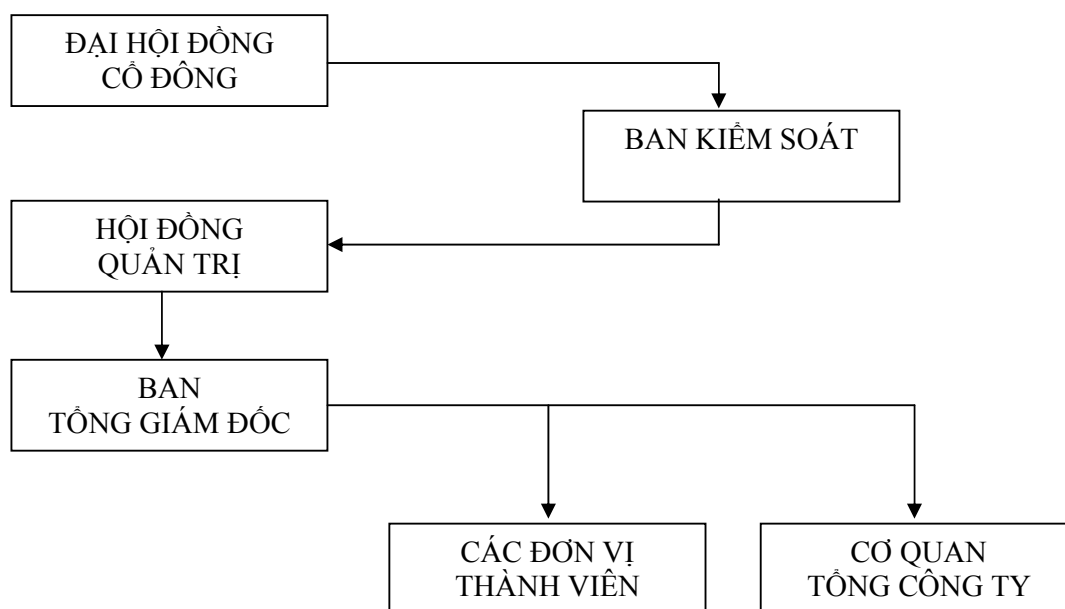 ĐẠI HỘI ĐỒNG
CỔ ĐÔNG
BAN KIỂM SOÁT
HỘI ĐỒNG
QUẢN TRỊ
BAN
TỔNG GIÁM ĐỐC
CÁC ĐƠN VỊ
THÀNH VIÊN
CƠ QUAN
TỔNG CÔNG TY